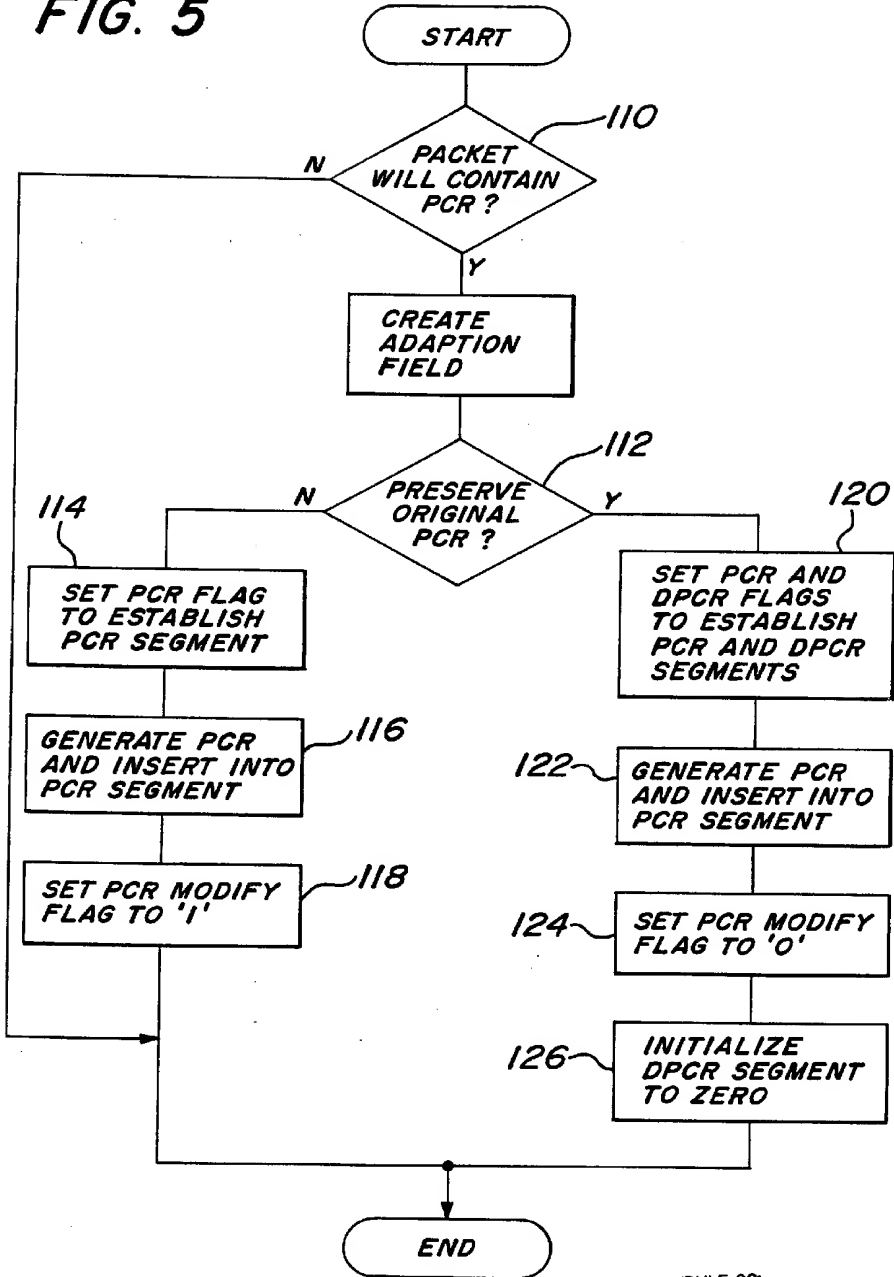 FIG. 5
START
110
PACKET
WILL CONTAIN
PCR ?
N
Y
CREATE
ADAPTION
FIELD
112
PRESERVE
ORIGINAL
PCR ?
N
Y
114
SET PCR FLAG
TO ESTABLISH
PCR SEGMENT
120
SET PCR AND
DPCR FLAGS
TO ESTABLISH
PCR AND DPCR
SEGMENTS
GENERATE PCR
AND INSERT INTO
PCR SEGMENT
116
122
GENERATE PCR
AND INSERT INTO
PCR SEGMENT
SET PCR MODIFY
FLAG TO '1'
118
124
SET PCR MODIFY
FLAG TO '0'
126
INITIALIZE
DPCR SEGMENT
TO ZERO
END